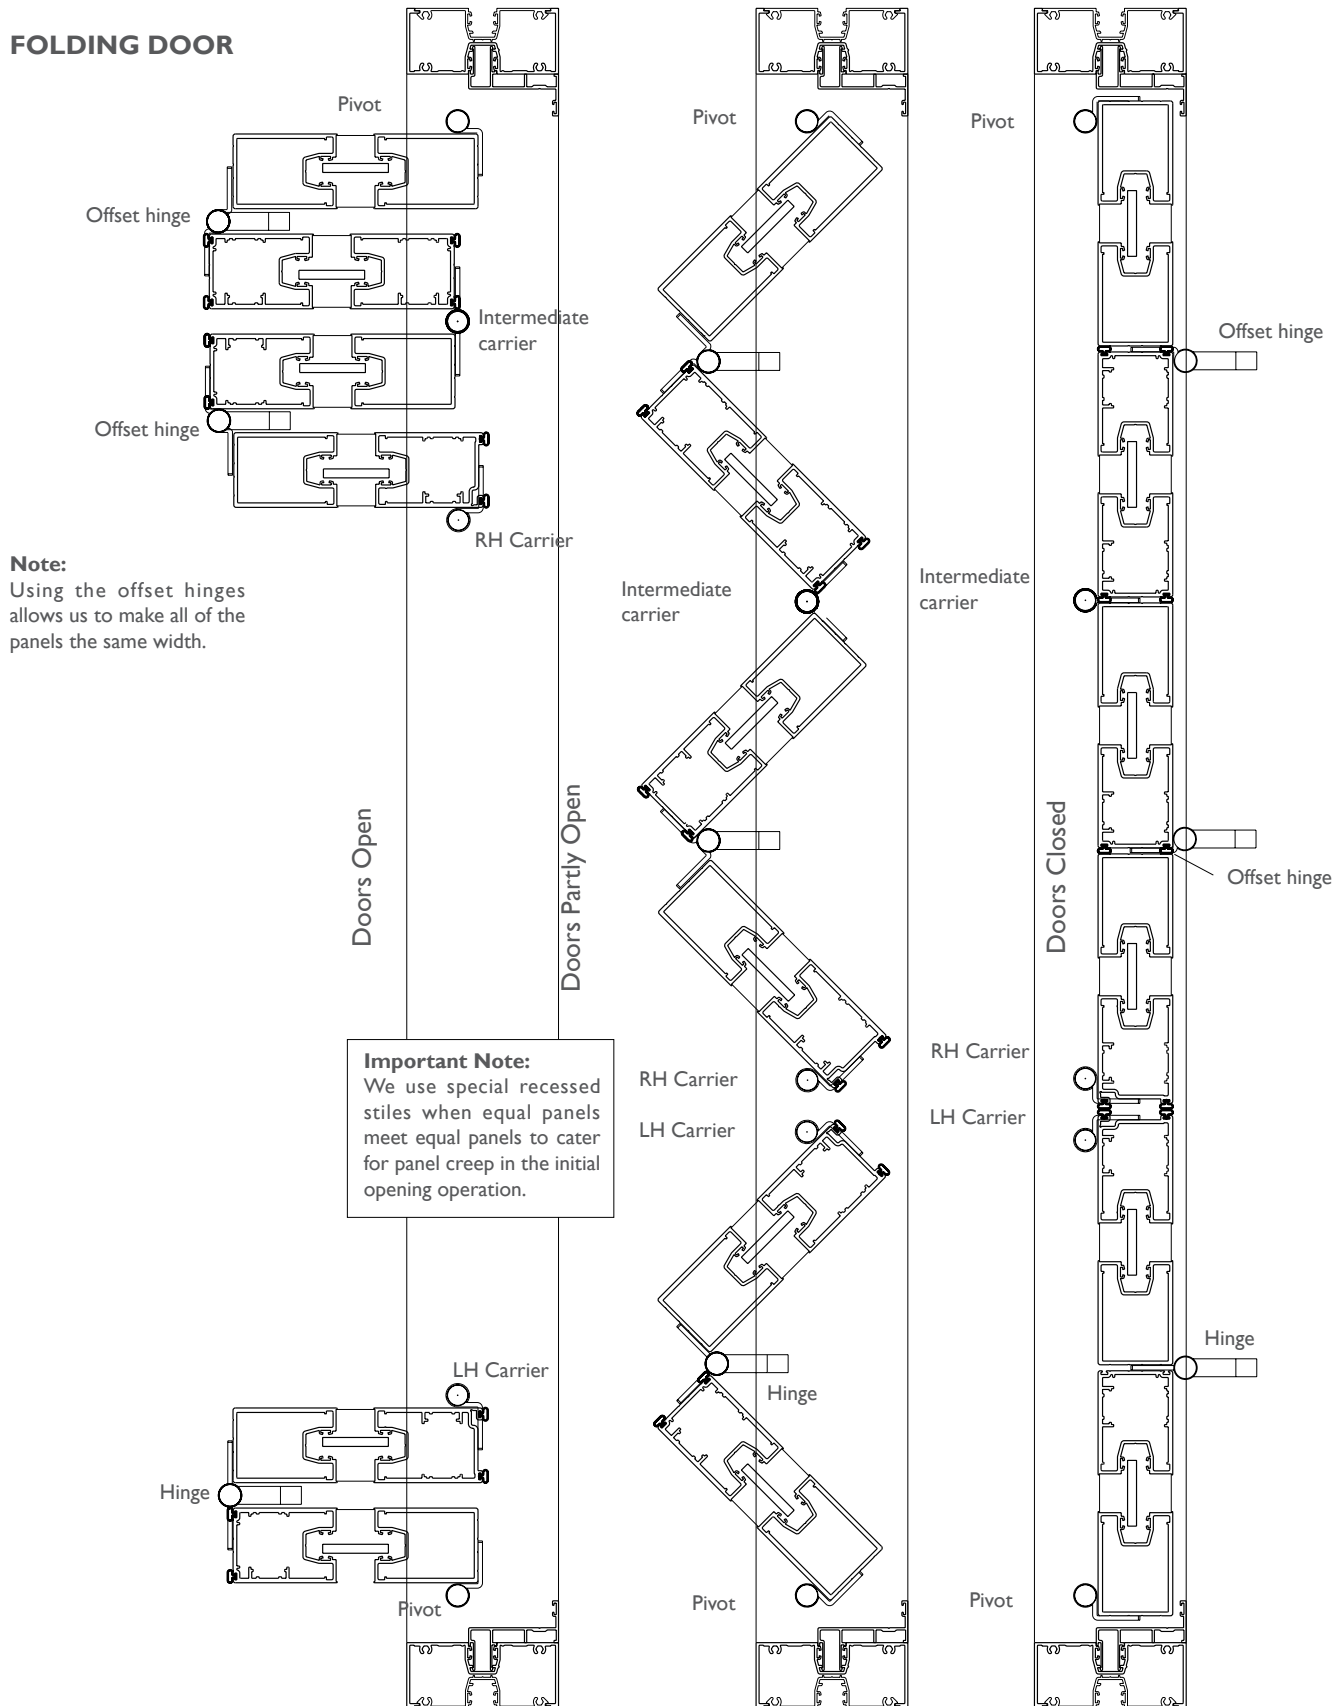 FOLDING DOOR
Pivot
Offset hinge
Intermediate
carrier
Offset hinge
RH Carrier
Note:
Using the offset hinges
allows us to make all of the
panels the same width.
Doors Open
Important Note:
We use special recessed
stiles when equal panels
meet equal panels to cater
for panel creep in the initial
opening operation.
LH Carrier
Hinge
Pivot
Doors Partly Open
Pivot
Intermediate
carrier
RH Carrier
LH Carrier
Hinge
Pivot
Doors Closed
Pivot
Offset hinge
Intermediate
carrier
Offset hinge
RH Carrier
LH Carrier
Hinge
Pivot